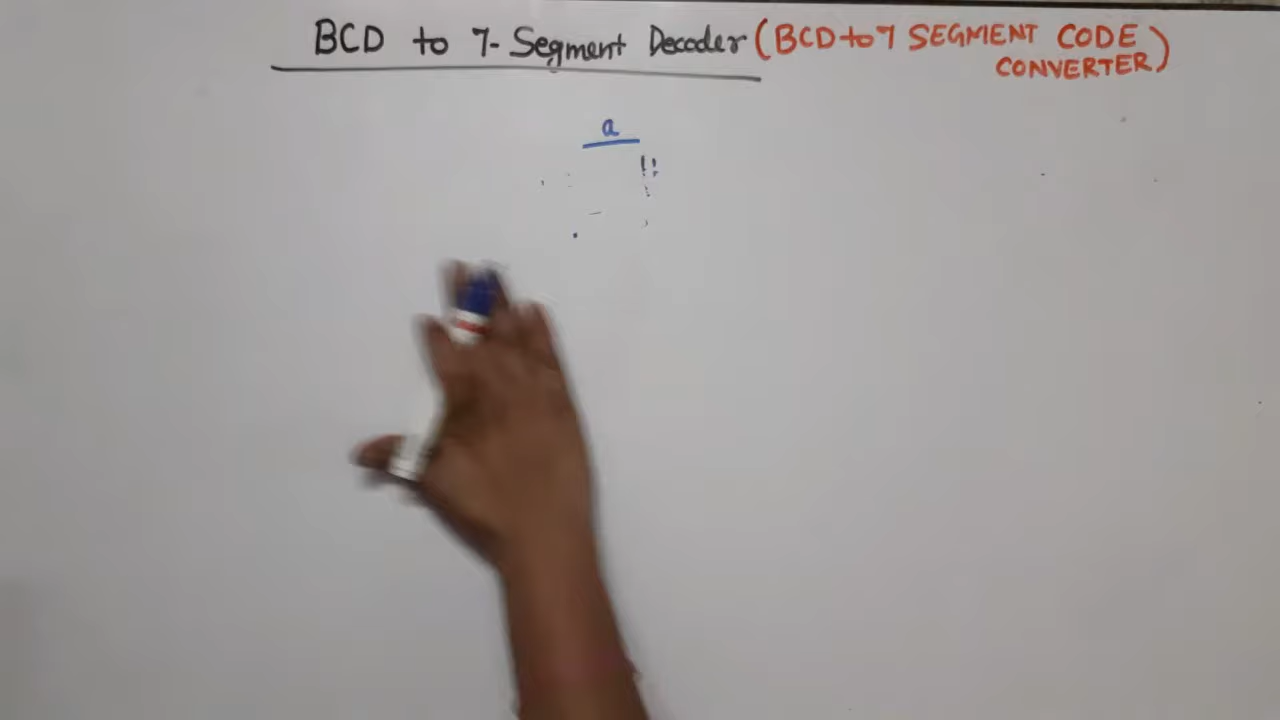 BCD to 7-Segment Decoder (BCD to 7 SEGMENT CODE
CONVERTER)
a